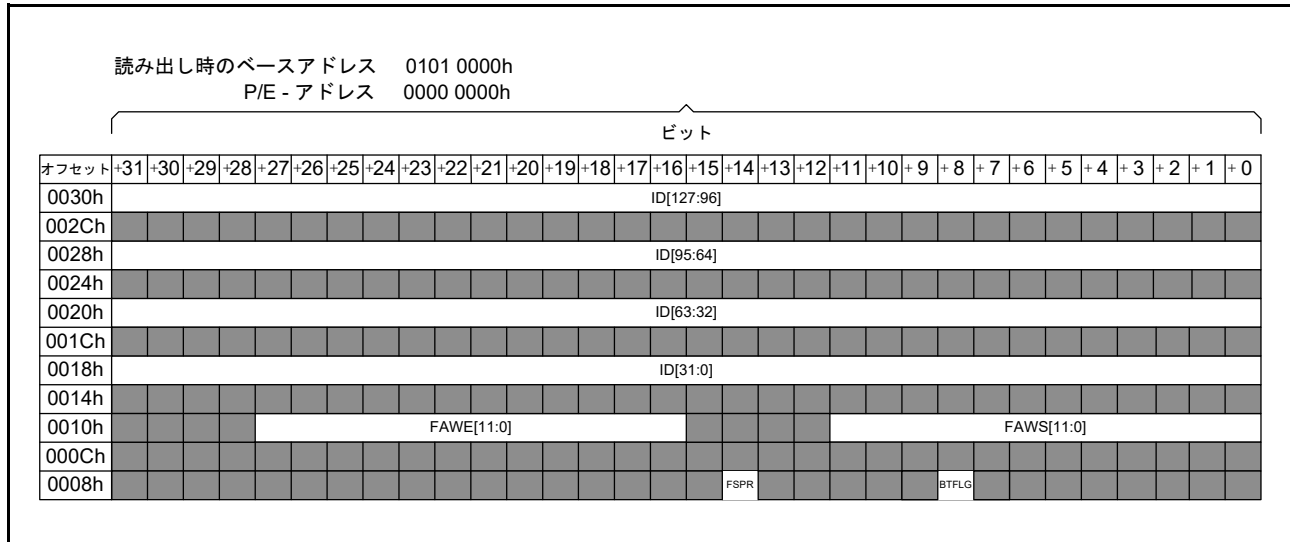 読み出し時のベースアドレス 0101 0000h
P/E - アドレス 0000 0000h
ビット
オフセット +31 +30 +29 +28 +27 +26 +25 +24 +23 +22 +21 +20 +19 +18 +17 +16 +15 +14 +13 +12 +11 +10 + 9 + 8 + 7 +6 + 5 + 4 + 3 + 2 + 1 + 0
0030h ID[127:96]
002Ch
0028h ID[95:64]
0024h
0020h ID[63:32]
001Ch
0018h ID[31:0]
0014h
0010h FAWE[11:0] FAWS[11:0]
000Ch
0008h FSPR BTFLG